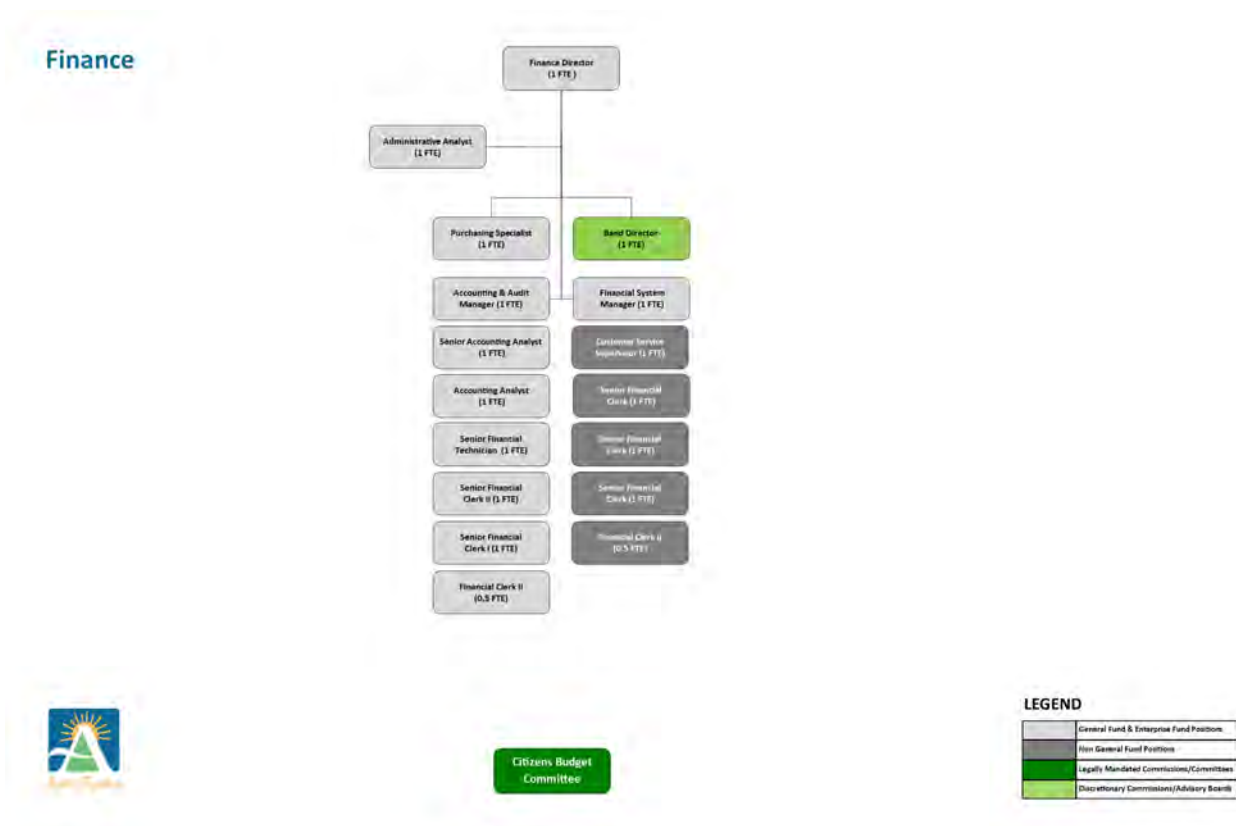 Finance
Finance Director
(1 FTE )
Administrative Analyst
(1 FTE)
Purchasing Specialist
(1 FTE)
Band Director
(1 FTE)
Accounting & Audit
Manager (1 FTE)
Financial System
Manager (1 FTE)
Senior Accounting Analyst
(1 FTE)
Customer Service
Supervisor (1 FTE)
Accounting Analyst
(1 FTE)
Senior Financial
Clerk (1 FTE)
Senior Financial
Technician (1 FTE)
Senior Financial
Clerk (1 FTE)
Senior Financial
Clerk II (1 FTE)
Senior Financial
Clerk (1 FTE)
Senior Financial
Clerk I (1 FTE)
Financial Clerk II
(0.5 FTE)
Financial Clerk II
(0.5 FTE)
Citizens Budget
Committee
LEGEND
General Fund & Enterprise Fund Positions
Non General Fund Positions
Legally Mandated Commissions/Committees
Discretionary Commissions/Advisory Boards